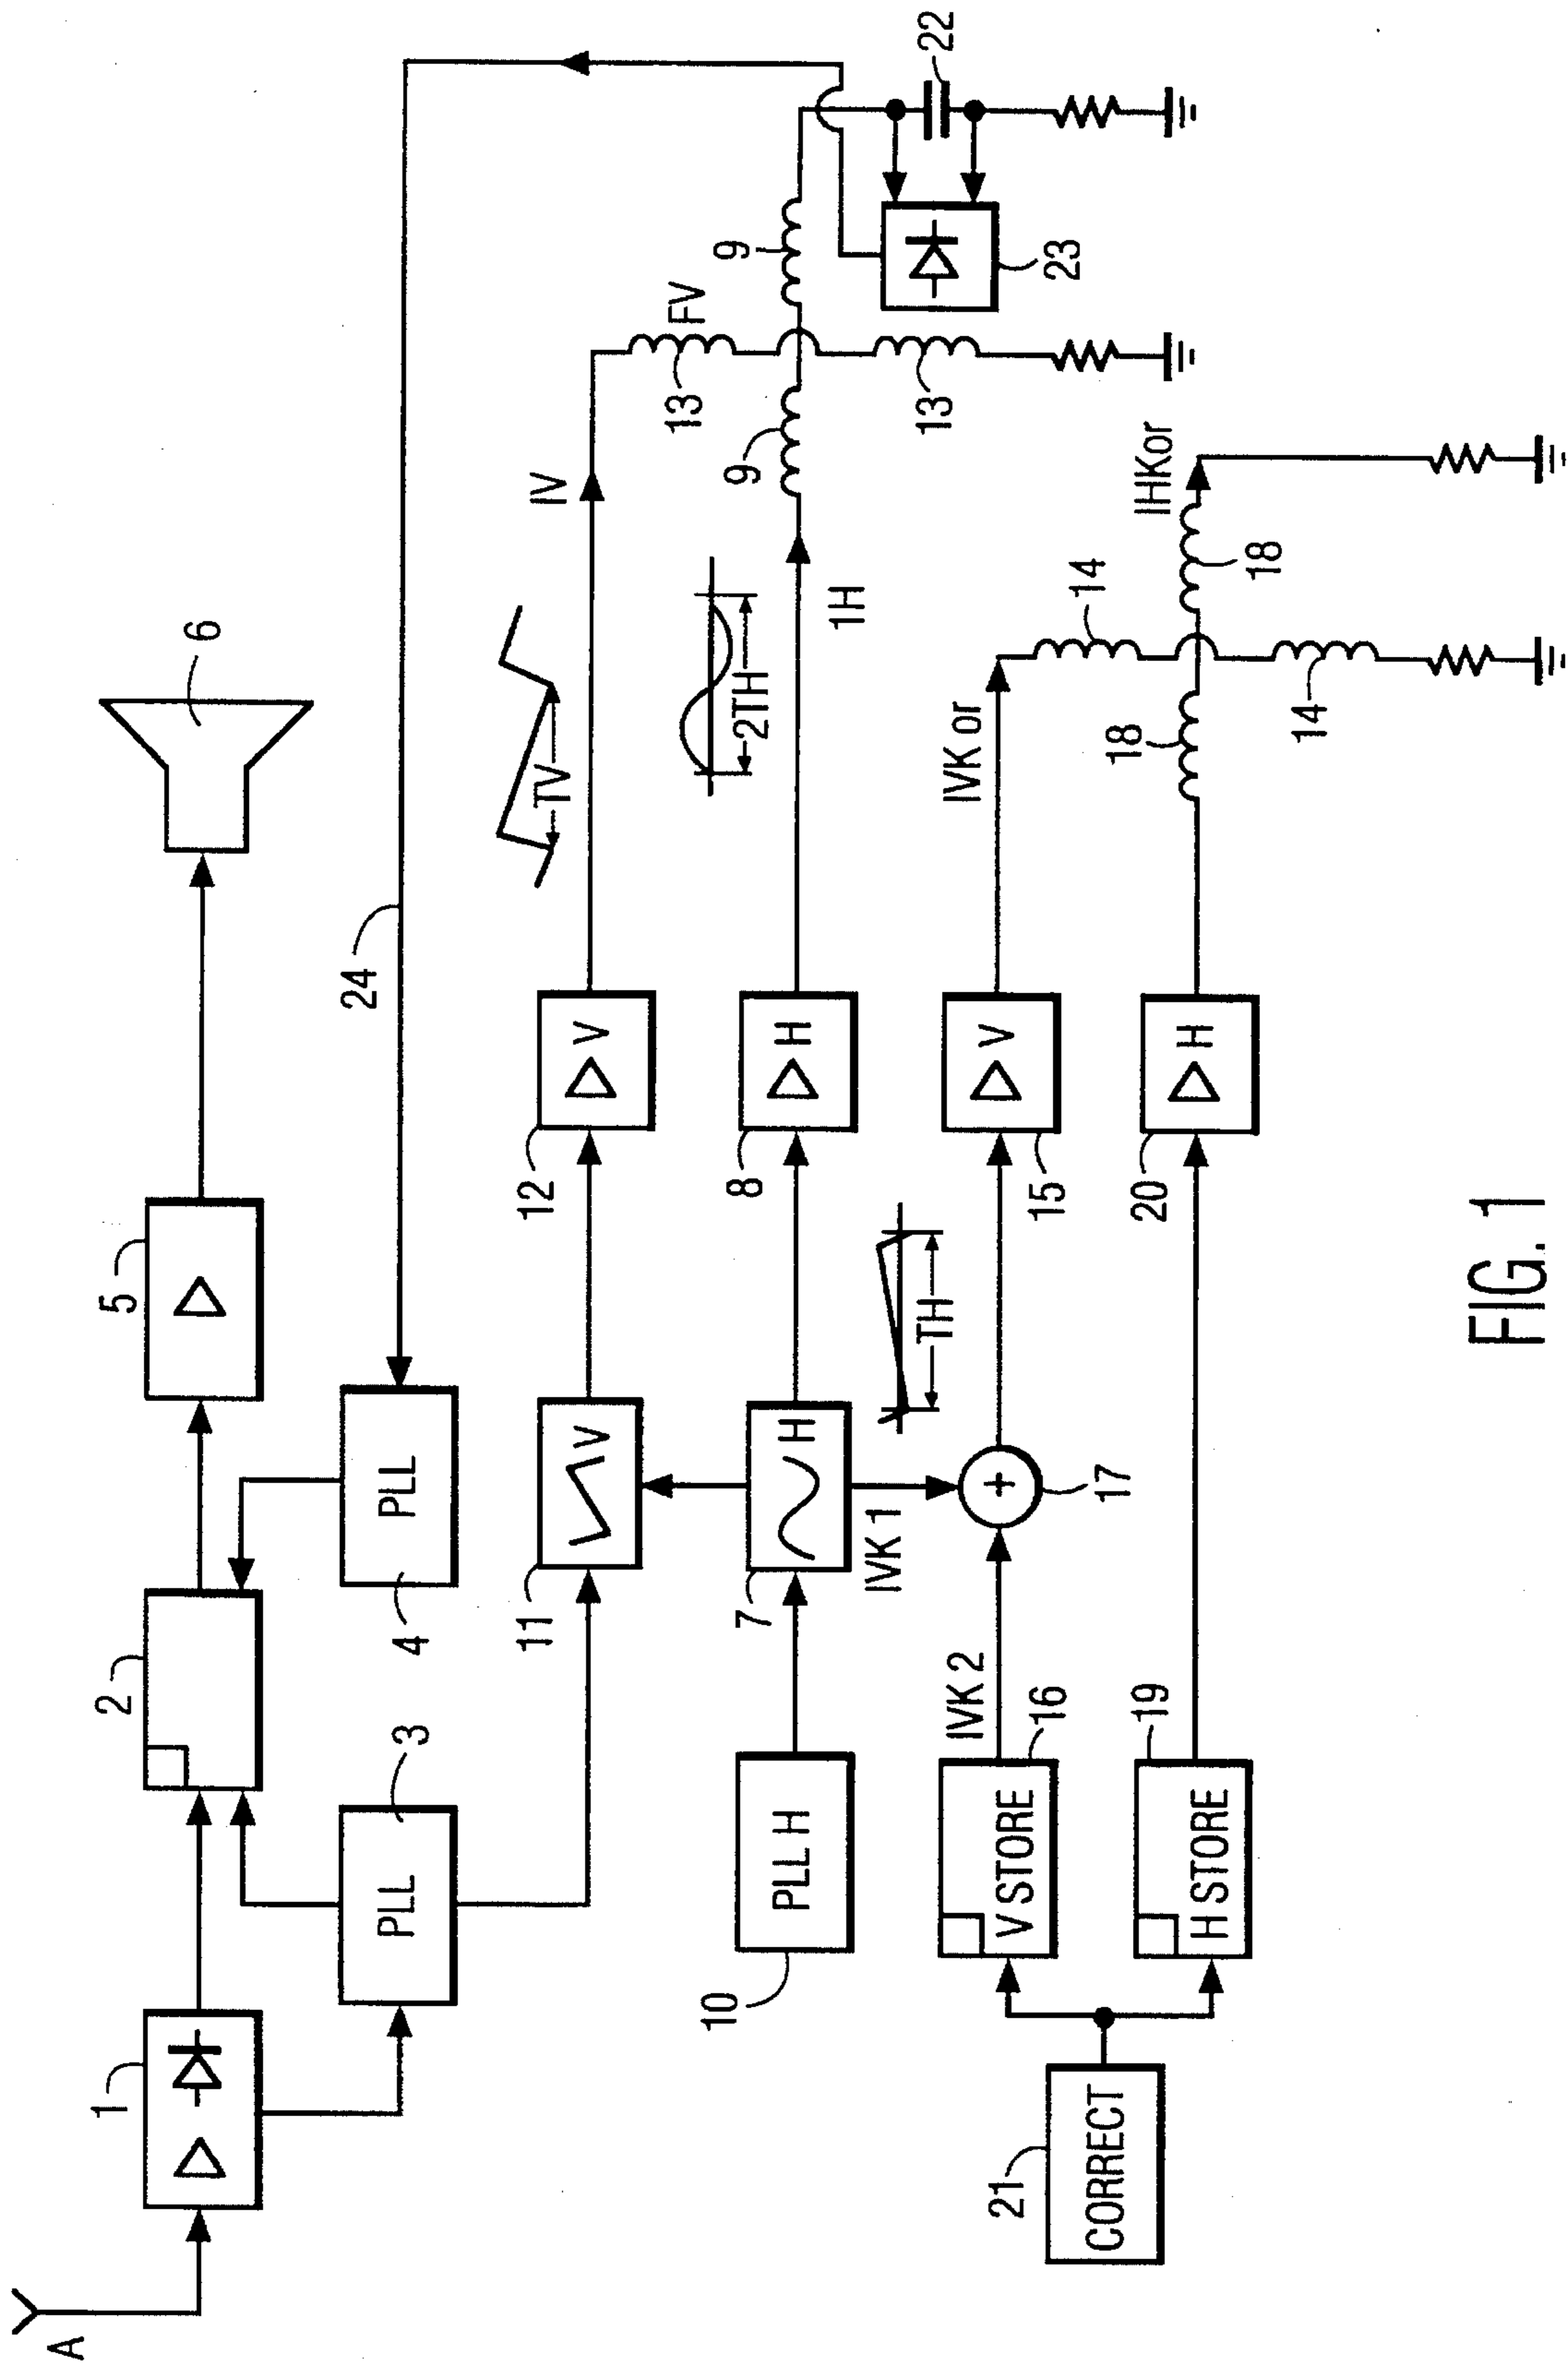 A
1
2
5
6
3
PLL
4
PLL
24
11
V
12
V
IV
TV
13
FV
13
10
PLL H
7
H
8
H
2TH
1H
9
9
22
23
IVK 1
TH
21
CORRECT
V STORE
16
IVK 2
17
+
15
V
IVK or
14
14
H STORE
19
20
H
18
18
IHKor
FIG. 1